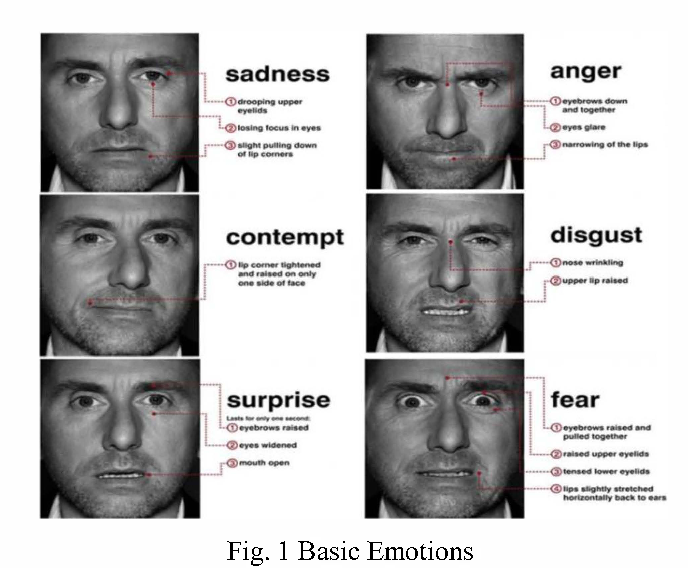 sadness
1 drooping upper
eyelids
2 losing focus in eyes
3 slight pulling down
of lip corners
anger
1 eyebrows down
and together
2 eyes glare
3 narrowing of the lips
contempt
1 lip corner tightened
and raised on only
one side of face
disgust
1 nose wrinkling
2 upper lip raised
surprise
Lasts for only one second:
1 eyebrows raised
2 eyes widened
3 mouth open
fear
1 eyebrows raised and
pulled together
2 raised upper eyelids
3 tensed lower eyelids
4 lips slightly stretched
horizontally back to ears
Fig. 1 Basic Emotions